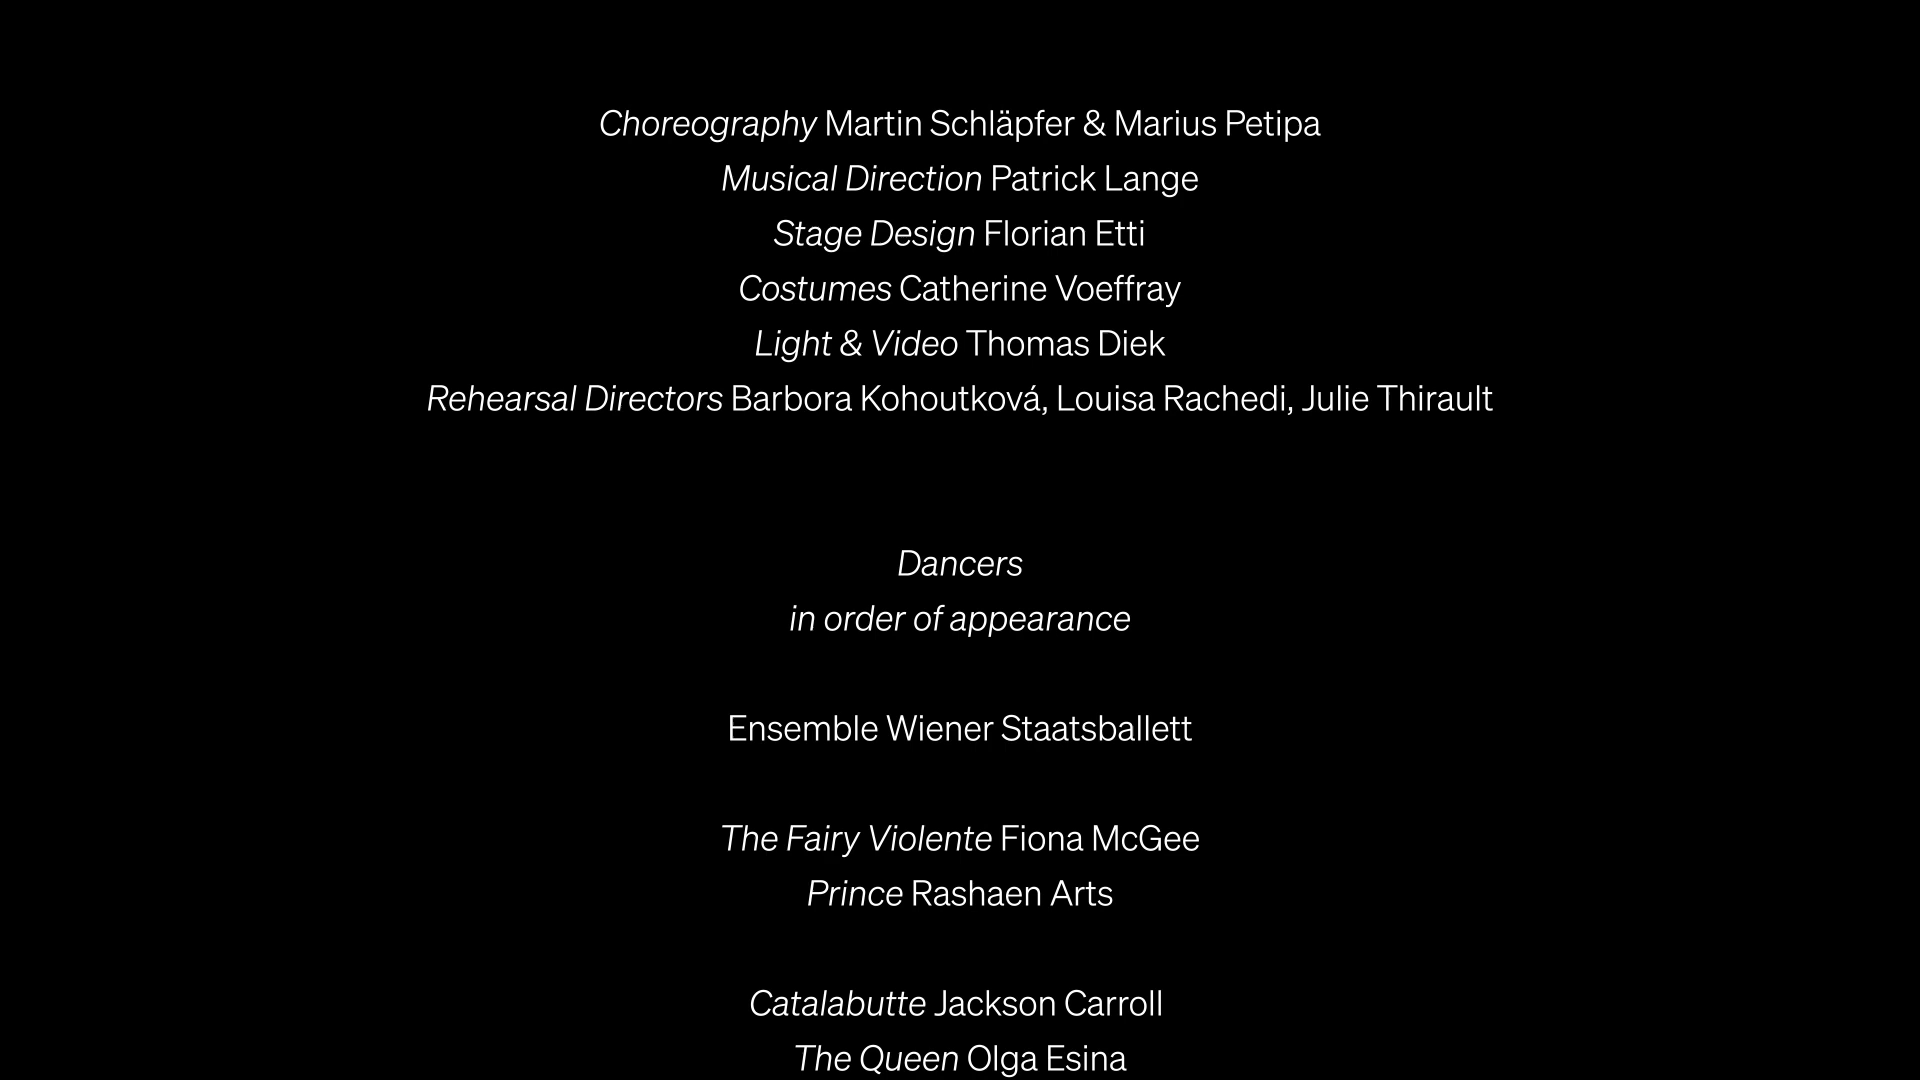 Choreography Martin Schläpfer & Marius Petipa
Musical Direction Patrick Lange
Stage Design Florian Etti
Costumes Catherine Voeffray
Light & Video Thomas Diek
Rehearsal Directors Barbora Kohoutková, Louisa Rachedi, Julie Thirault
Dancers
in order of appearance
Ensemble Wiener Staatsballett
The Fairy Violente Fiona McGee
Prince Rashaen Arts
Catalabutte Jackson Carroll
The Queen Olga Esina